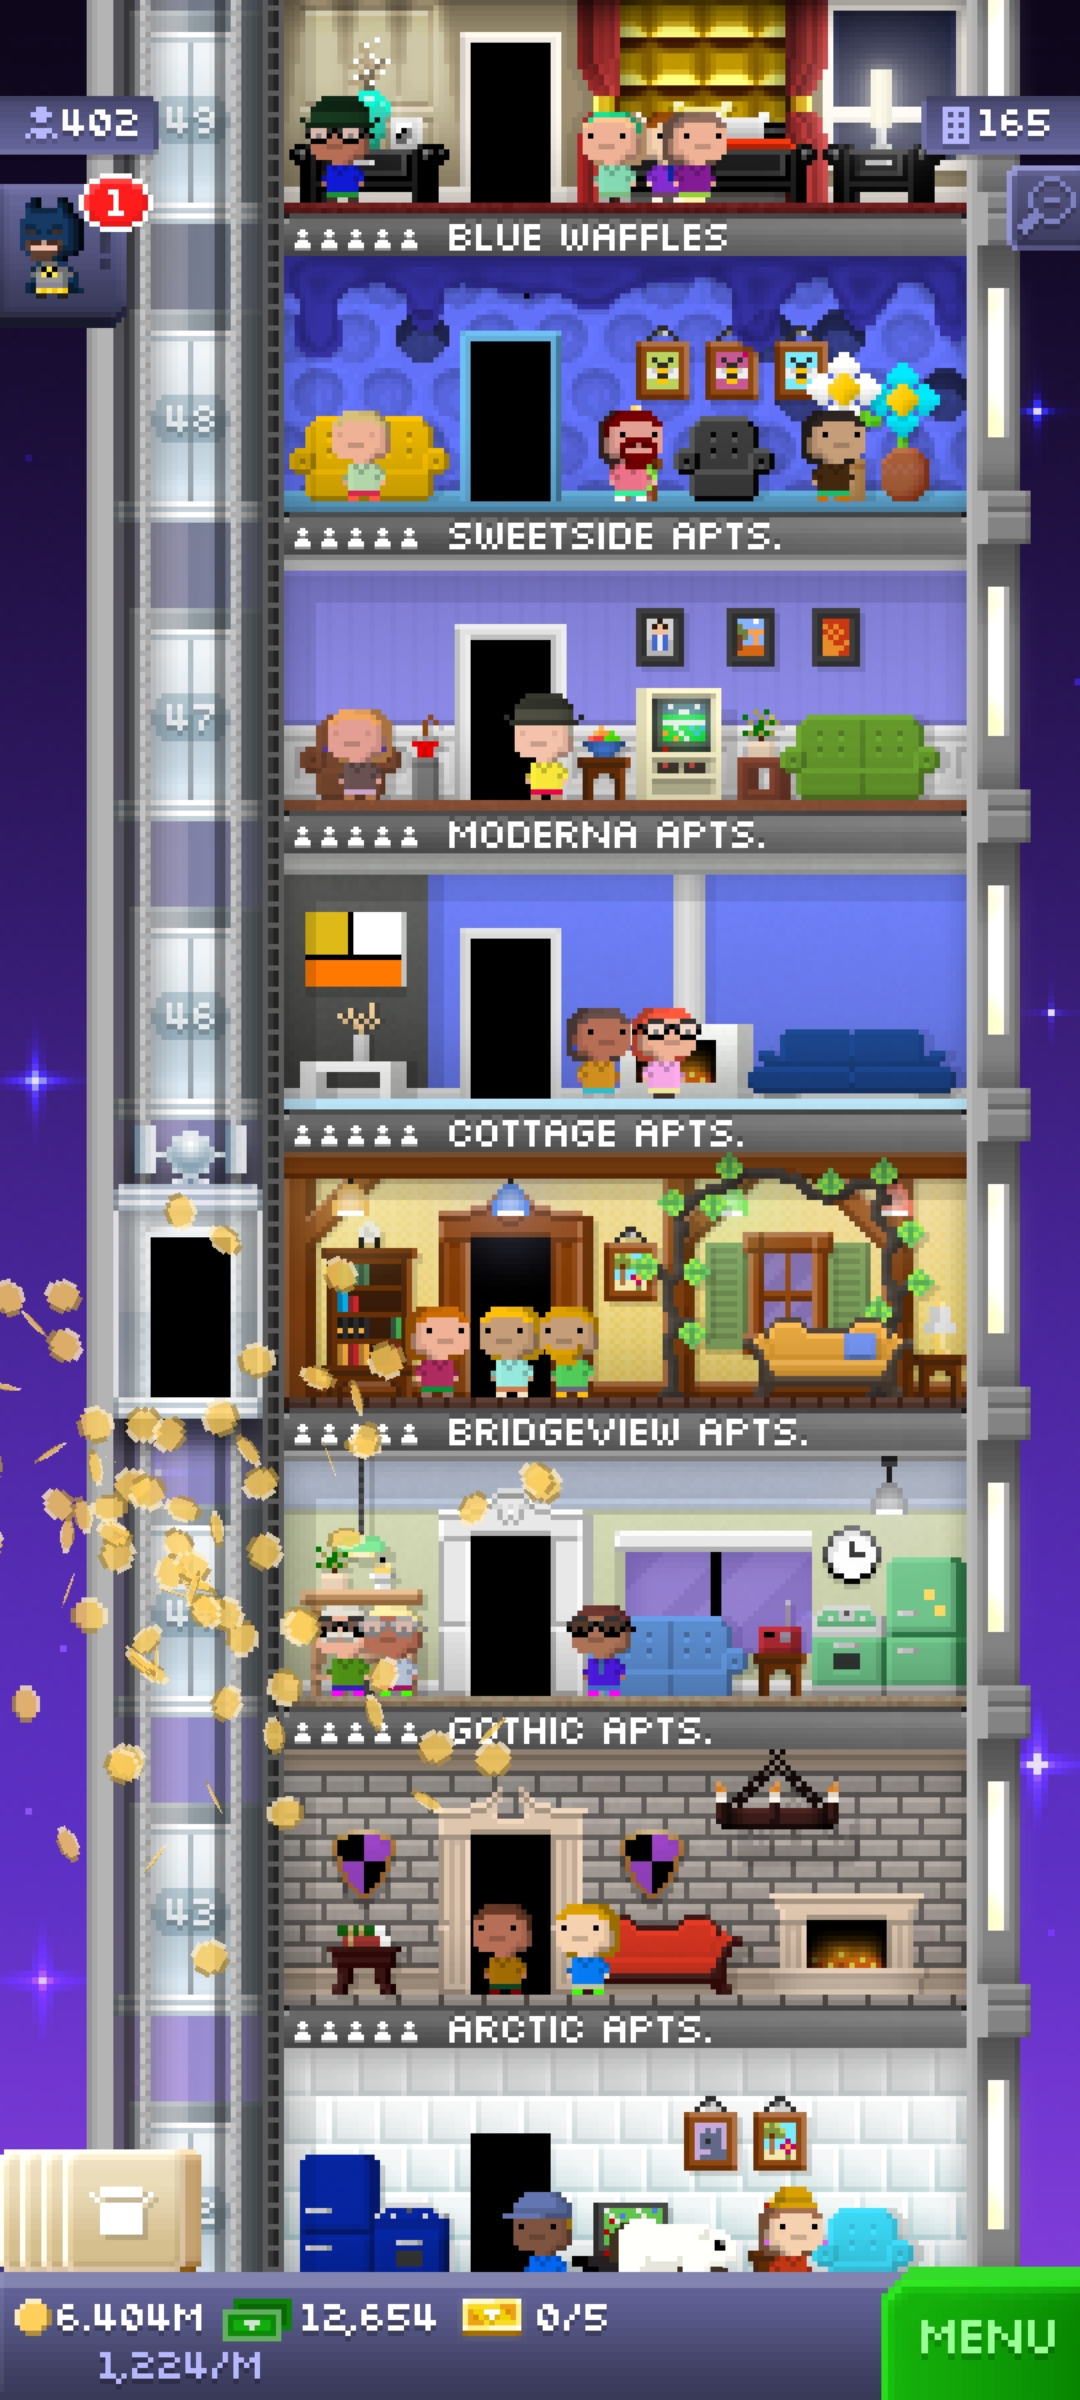 49
402
165
1
BLUE WAFFLES
48
SWEETSIDE APTS.
47
MODERNA APTS.
46
COTTAGE APTS.
BRIDGEVIEW APTS.
GOTHIC APTS.
43
ARCTIC APTS.
6.404M 12,654 0/5
1,224/M
MENU